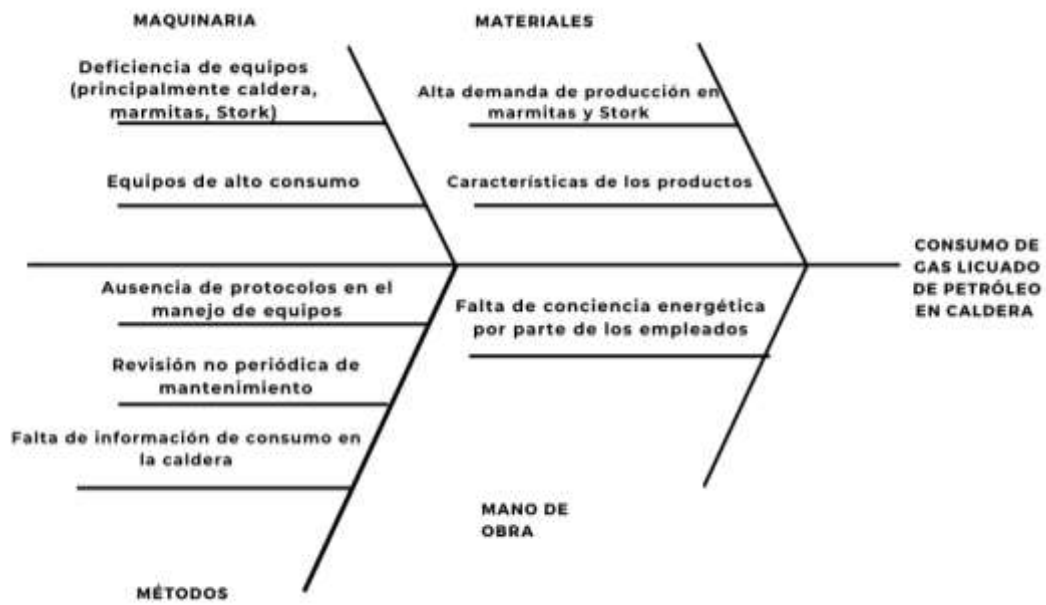 MAQUINARIA
Deficiencia de equipos
(principalmente caldera,
marmitas, Stork)
Equipos de alto consumo
MATERIALES
Alta demanda de producción en
marmitas y Stork
Características de los productos
CONSUMO DE
GAS LICUADO
DE PETRÓLEO
EN CALDERA
Ausencia de protocolos en el
manejo de equipos
Revisión no periódica de
mantenimiento
Falta de información de consumo en
la caldera
MÉTODOS
Falta de conciencia energética
por parte de los empleados
MANO DE
OBRA